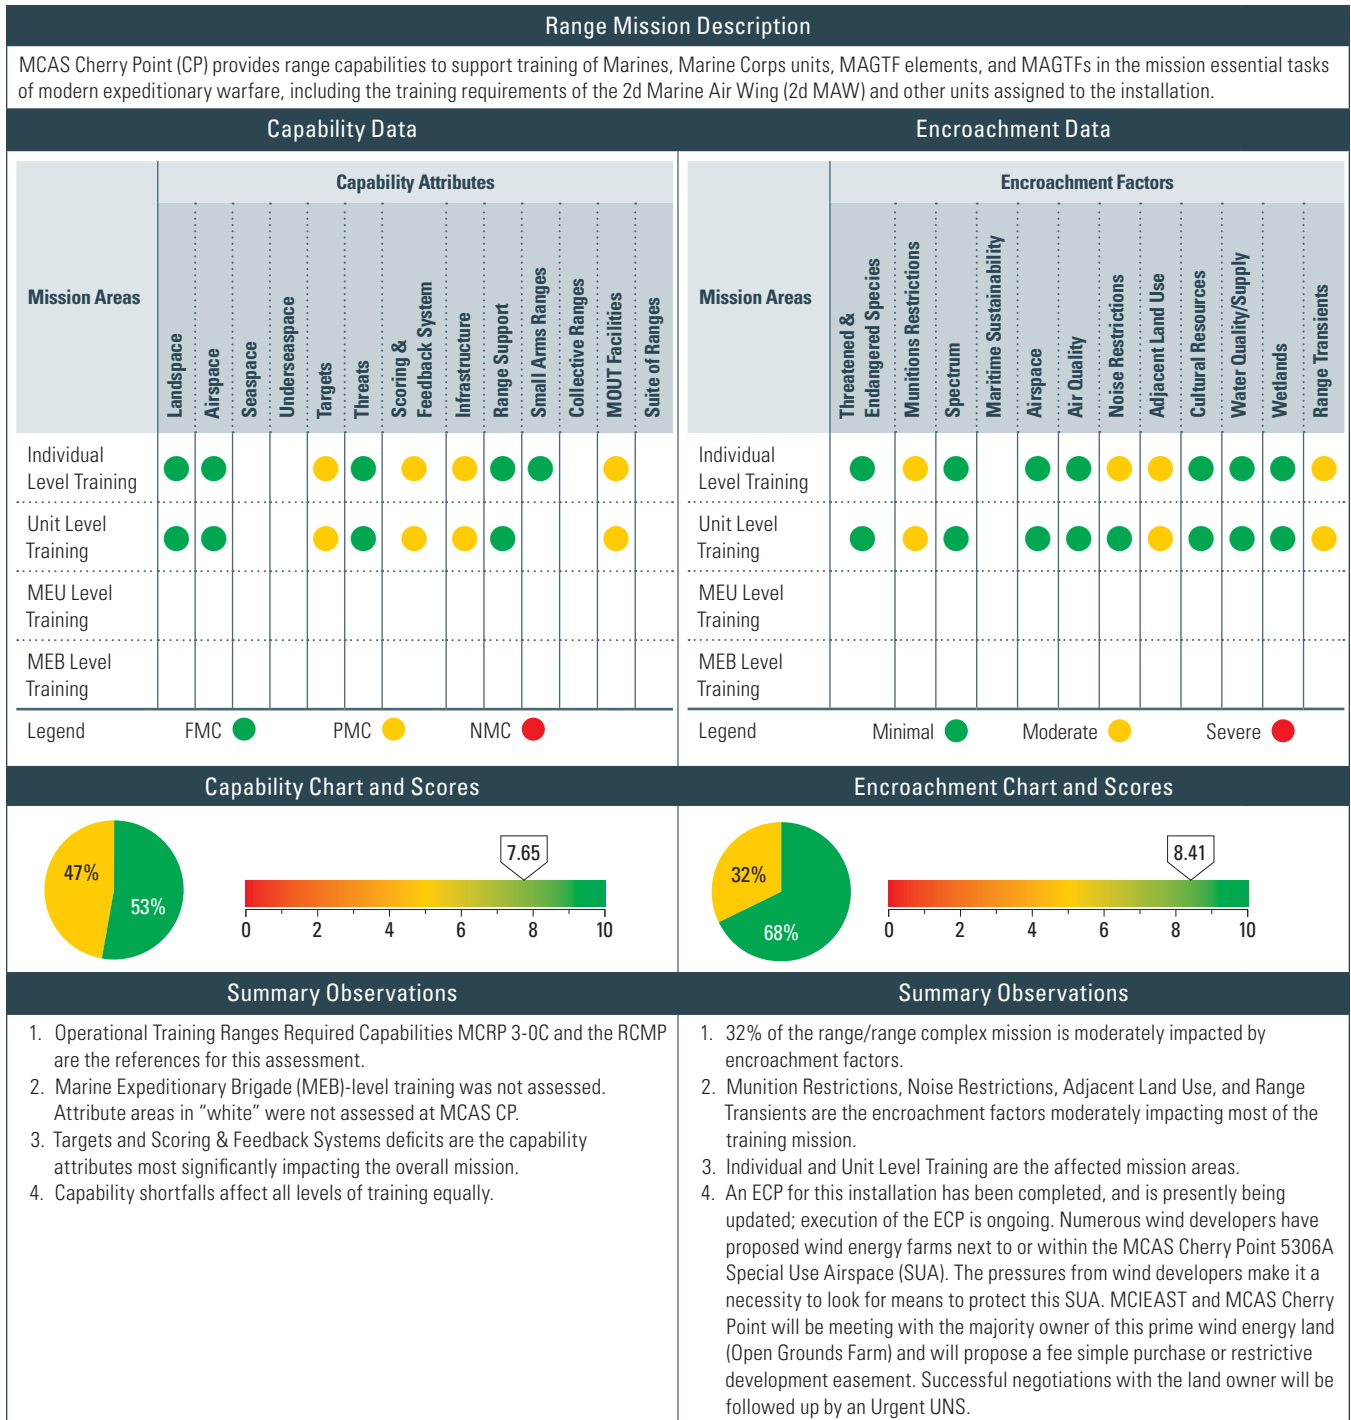 Range Mission Description
MCAS Cherry Point (CP) provides range capabilities to support training of Marines, Marine Corps units, MAGTF elements, and MAGTFs in the mission essential tasks
of modern expeditionary warfare, including the training requirements of the 2d Marine Air Wing (2d MAW) and other units assigned to the installation.
Capability Data
Capability Attributes
Mission Areas
Landspace
Airspace
Seaspace
Underseaspace
Targets
Threats
Scoring &
Feedback System
Infrastructure
Range Support
Small Arms Ranges
Collective Ranges
MOUT Facilities
Suite of Ranges
Individual
Level Training
Unit Level
Training
MEU Level
Training
MEB Level
Training
Legend
FMC
PMC
NMC
Encroachment Data
Encroachment Factors
Mission Areas
Threatened &
Endangered Species
Munitions Restrictions
Spectrum
Maritime Sustainability
Airspace
Air Quality
Noise Restrictions
Adjacent Land Use
Cultural Resources
Water Quality/Supply
Wetlands
Range Transients
Individual
Level Training
Unit Level
Training
MEU Level
Training
MEB Level
Training
Legend
Minimal
Moderate
Severe
Capability Chart and Scores
47%
53%
7.65
0 2 4 6 8 10
Encroachment Chart and Scores
32%
68%
8.41
0 2 4 6 8 10
Summary Observations
1. Operational Training Ranges Required Capabilities MCRP 3-0C and the RCMP
are the references for this assessment.
2. Marine Expeditionary Brigade (MEB)-level training was not assessed.
Attribute areas in “white” were not assessed at MCAS CP.
3. Targets and Scoring & Feedback Systems deficits are the capability
attributes most significantly impacting the overall mission.
4. Capability shortfalls affect all levels of training equally.
Summary Observations
1. 32% of the range/range complex mission is moderately impacted by
encroachment factors.
2. Munition Restrictions, Noise Restrictions, Adjacent Land Use, and Range
Transients are the encroachment factors moderately impacting most of the
training mission.
3. Individual and Unit Level Training are the affected mission areas.
4. An ECP for this installation has been completed, and is presently being
updated; execution of the ECP is ongoing. Numerous wind developers have
proposed wind energy farms next to or within the MCAS Cherry Point 5306A
Special Use Airspace (SUA). The pressures from wind developers make it a
necessity to look for means to protect this SUA. MCIEAST and MCAS Cherry
Point will be meeting with the majority owner of this prime wind energy land
(Open Grounds Farm) and will propose a fee simple purchase or restrictive
development easement. Successful negotiations with the land owner will be
followed up by an Urgent UNS.